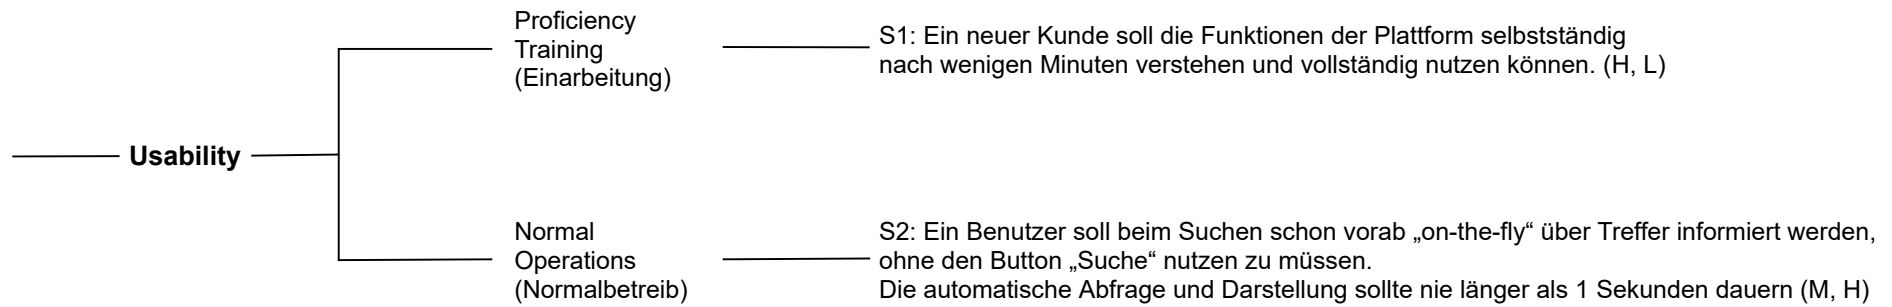 Proficiency
Training
(Einarbeitung)
S1: Ein neuer Kunde soll die Funktionen der Plattform selbstständig
nach wenigen Minuten verstehen und vollständig nutzen können. (H, L)
Usability
Normal
Operations
(Normalbetreib)
S2: Ein Benutzer soll beim Suchen schon vorab „on-the-fly“ über Treffer informiert werden,
ohne den Button „Suche“ nutzen zu müssen.
Die automatische Abfrage und Darstellung sollte nie länger als 1 Sekunden dauern (M, H)